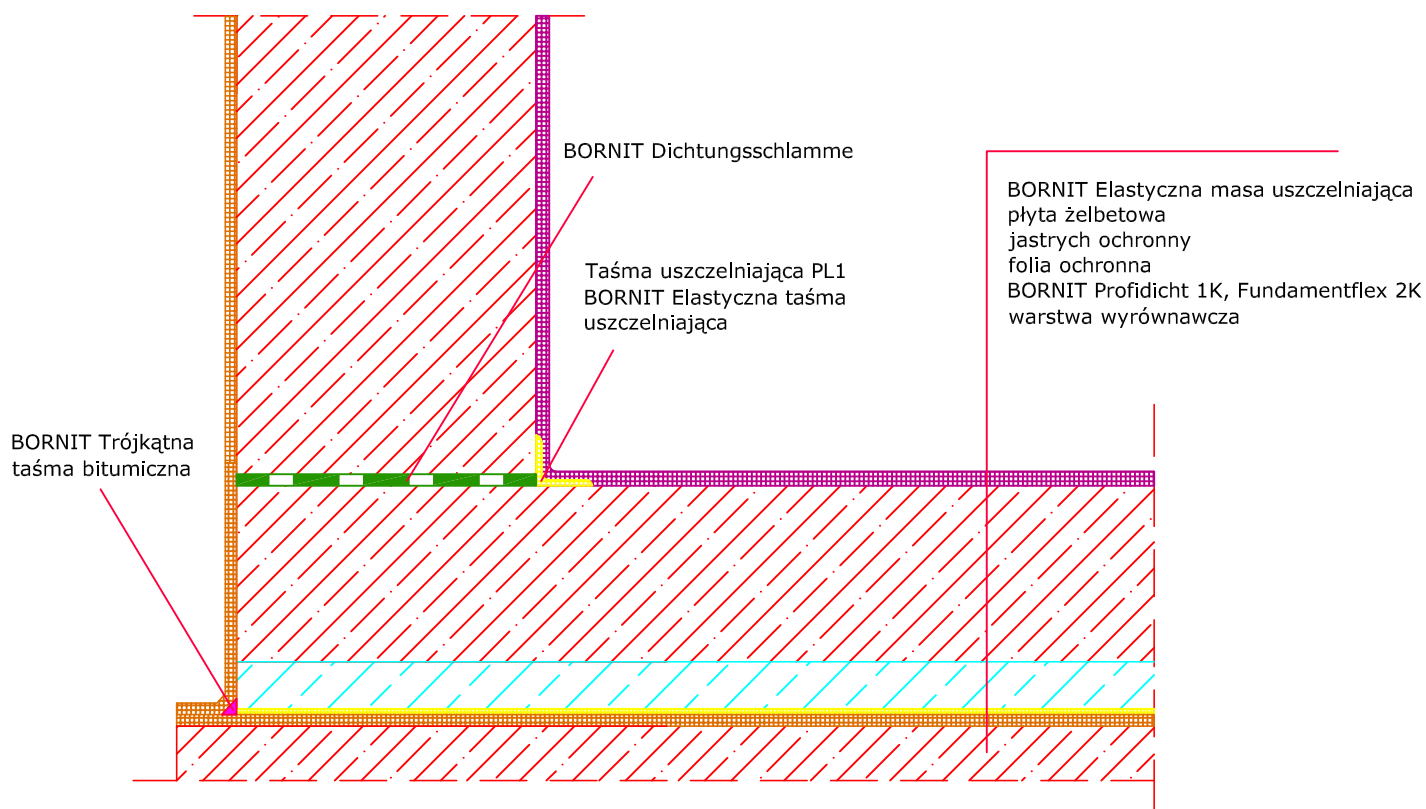 BORNIT Dichtungsschlamme
BORNIT Elastyczna masa uszczelniająca
płyta żelbetowa
jastrych ochronny
folia ochronna
BORNIT Profidicht 1K, Fundamentflex 2K
warstwa wyrównawcza
Taśma uszczelniająca PL1
BORNIT Elastyczna taśma
uszczelniająca
BORNIT Trójkątna
taśma bitumiczna